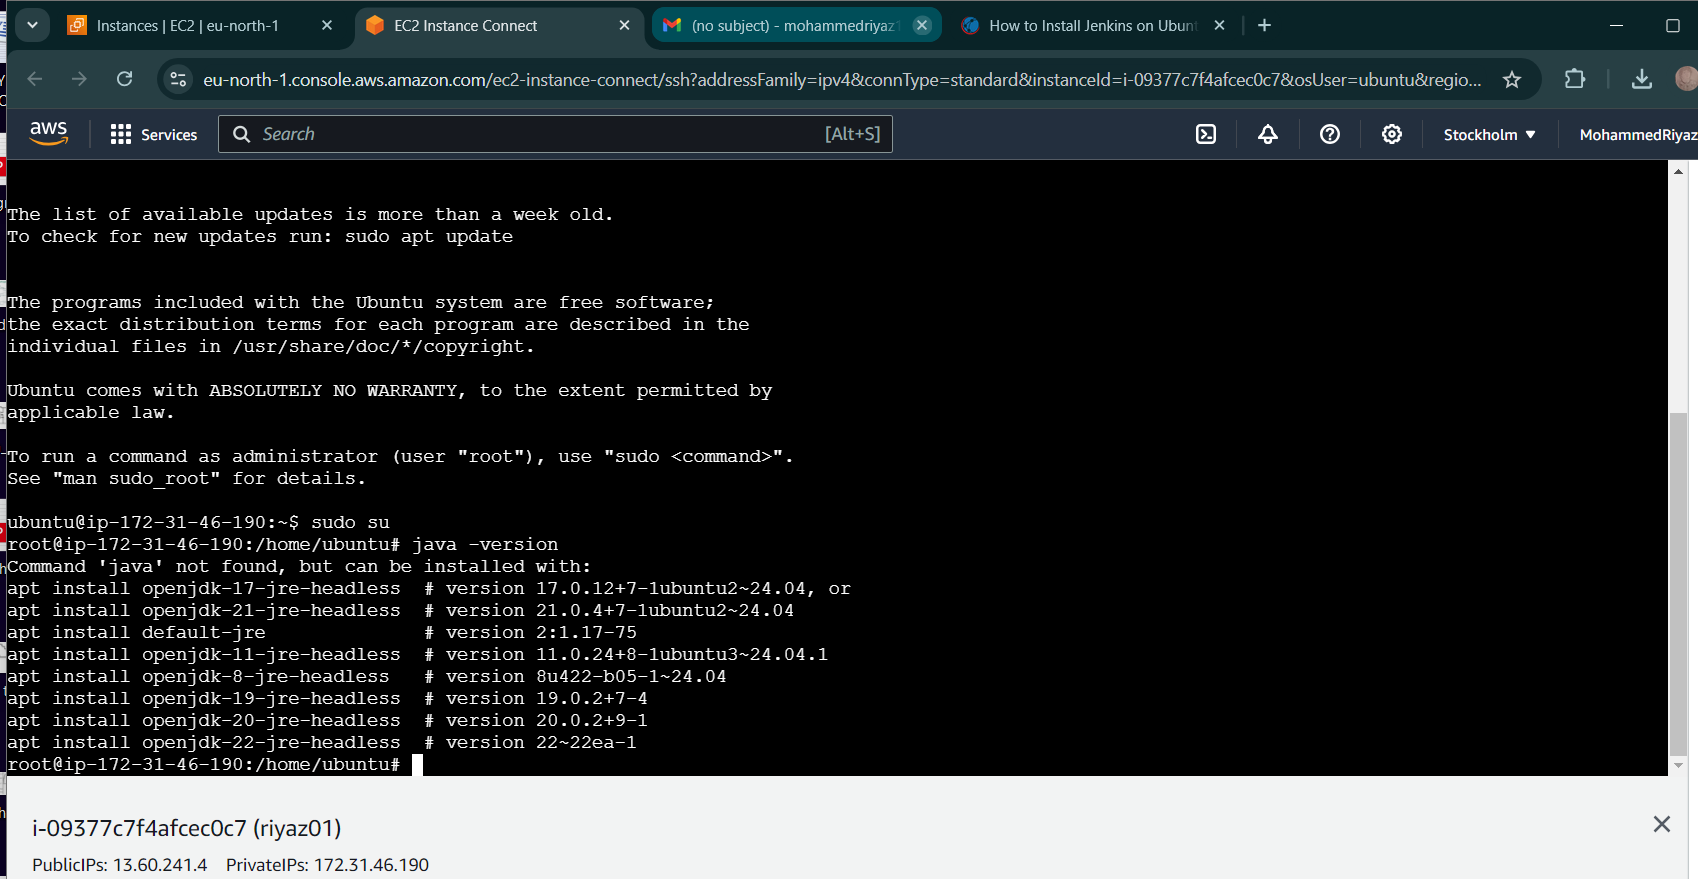 Instances | EC2 | eu-north-1
EC2 Instance Connect
(no subject) - mohammedriyaz1
How to Install Jenkins on Ubunt
eu-north-1.console.aws.amazon.com/ec2-instance-connect/ssh?addressFamily=ipv4&connType=standard&instanceId=i-09377c7f4afcec0c7&osUser=ubuntu&regio...
aws
Services
Search
[Alt+S]
Stockholm
MohammedRiyaz
The list of available updates is more than a week old.
To check for new updates run: sudo apt update
The programs included with the Ubuntu system are free software;
the exact distribution terms for each program are described in the
individual files in /usr/share/doc/*/copyright.
Ubuntu comes with ABSOLUTELY NO WARRANTY, to the extent permitted by
applicable law.
To run a command as administrator (user "root"), use "sudo <command>".
See "man sudo_root" for details.
ubuntu@ip-172-31-46-190:~$ sudo su
root@ip-172-31-46-190:/home/ubuntu# java -version
Command 'java' not found, but can be installed with:
apt install openjdk-17-jre-headless  # version 17.0.12+7-1ubuntu2~24.04, or
apt install openjdk-21-jre-headless  # version 21.0.4+7-1ubuntu2~24.04
apt install default-jre              # version 2:1.17-75
apt install openjdk-11-jre-headless  # version 11.0.24+8-1ubuntu3~24.04.1
apt install openjdk-8-jre-headless   # version 8u422-b05-1~24.04
apt install openjdk-19-jre-headless  # version 19.0.2+7-4
apt install openjdk-20-jre-headless  # version 20.0.2+9-1
apt install openjdk-22-jre-headless  # version 22~22ea-1
root@ip-172-31-46-190:/home/ubuntu#
i-09377c7f4afcec0c7 (riyaz01)
PublicIPs: 13.60.241.4 PrivateIPs: 172.31.46.190